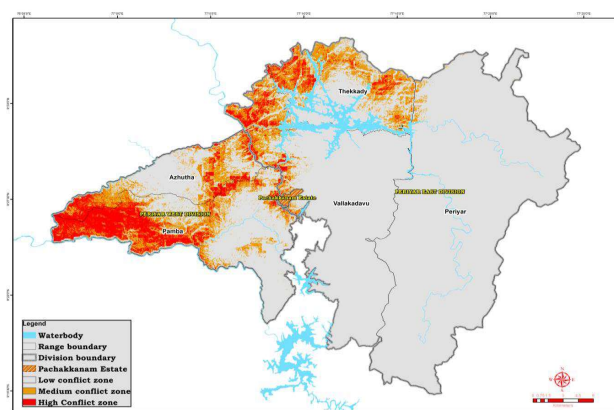 Thekkady
Azhutha
PERIYAR EAST DIVISION
Pachakkanam Estate
Vallakadavu
PERIYAR WEST DIVISION
Periyar
Pamba
Legend
Waterbody
Range boundary
Division boundary
Pachakkanam Estate
Low conflict zone
Medium conflict zone
High Conflict zone